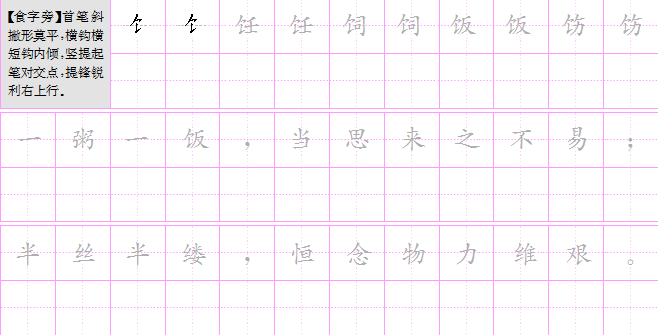 【食字旁】首笔斜
撇形莫平，横钩横
短钩内倾，竖提起
笔对交点，提锋锐
利右上行。
饣饣饪饪饲饲饭饭饬饬
一粥一饭，当思来之不易；
半丝半缕，恒念物力维艰。